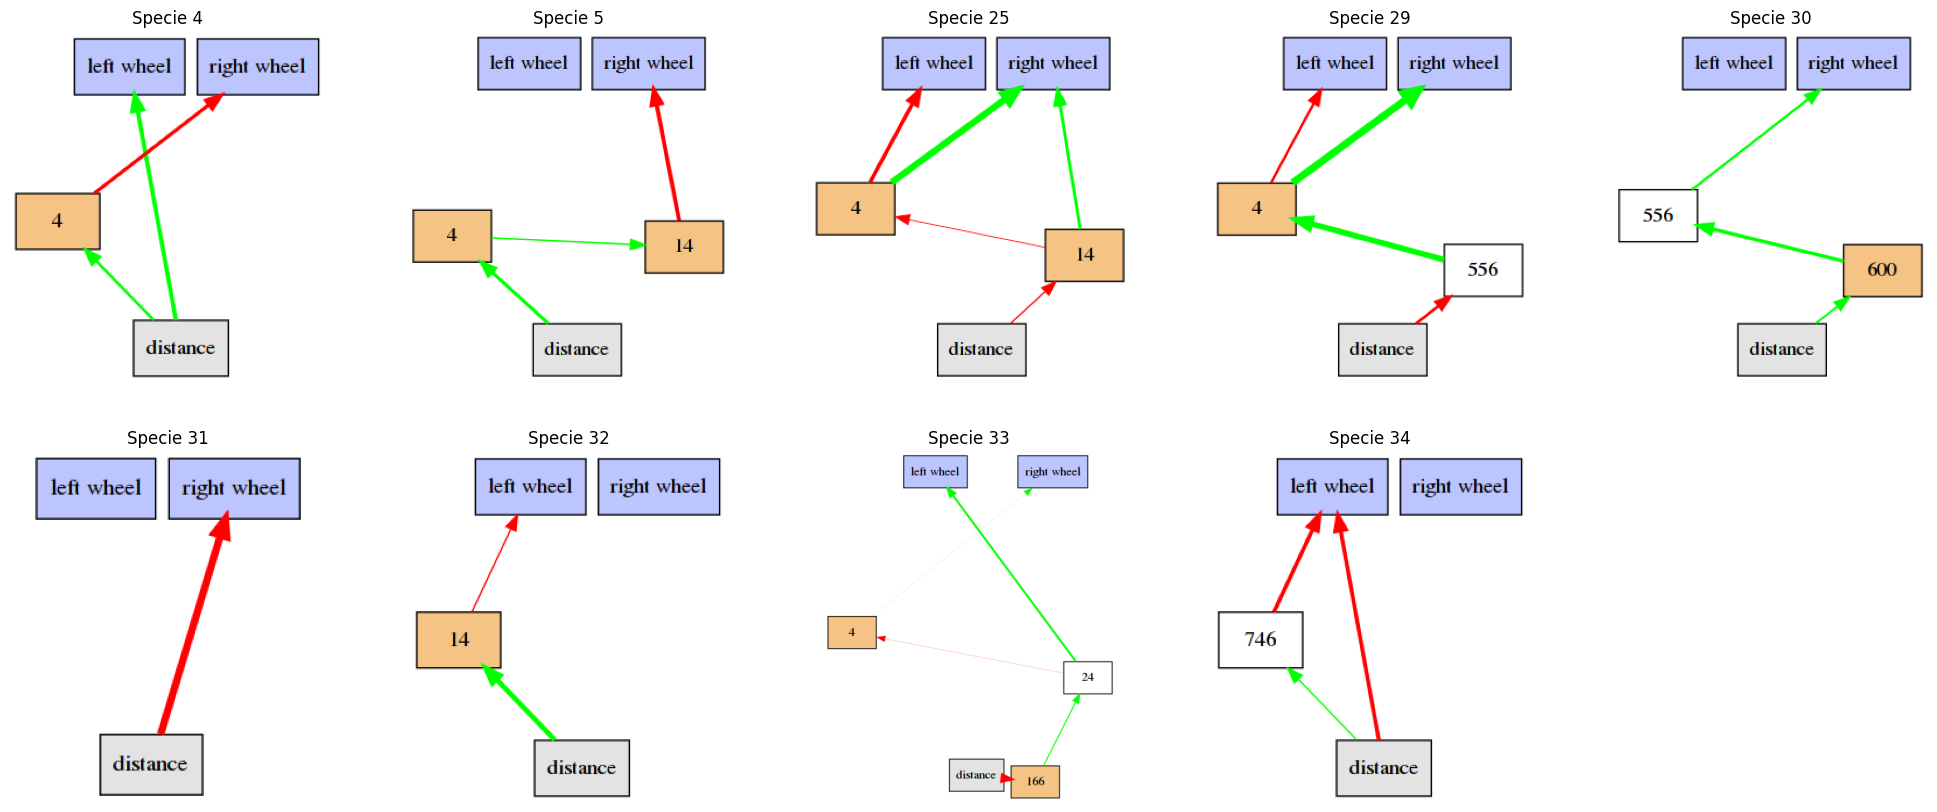 Specie 4
left wheel right wheel
4
distance
Specie 5
left wheel right wheel
4
14
distance
Specie 25
left wheel right wheel
4
14
distance
Specie 29
left wheel right wheel
4
556
distance
Specie 30
left wheel right wheel
556
600
distance
Specie 31
left wheel right wheel
distance
Specie 32
left wheel right wheel
14
distance
Specie 33
left wheel right wheel
4
24
distance 166
Specie 34
left wheel right wheel
746
distance